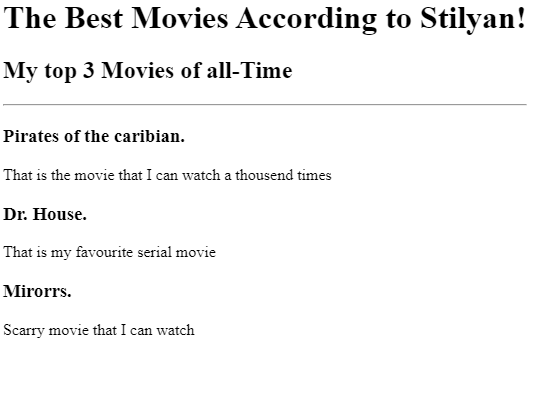 The Best Movies According to Stilyan!
My top 3 Movies of all-Time
Pirates of the caribian.
That is the movie that I can watch a thousend times
Dr. House.
That is my favourite serial movie
Mirorrs.
Scarry movie that I can watch